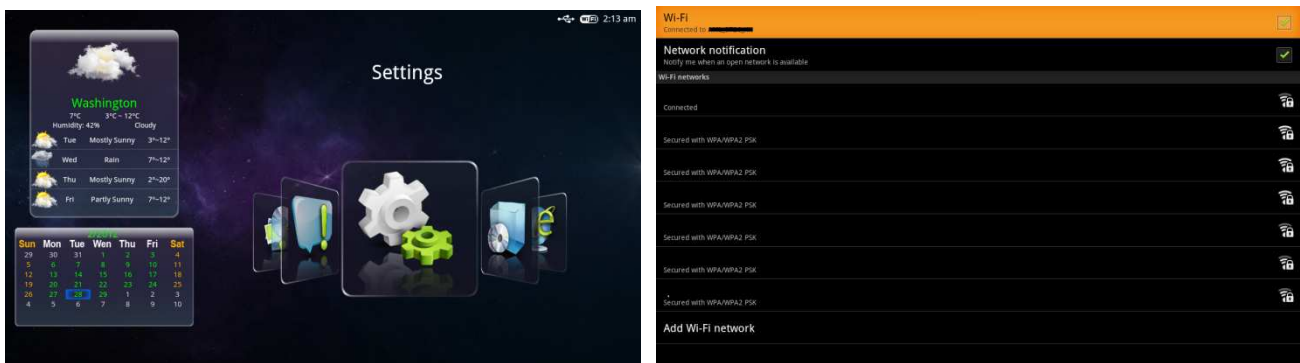 WiFi 2:13 am
Settings
Washington
7°C 3°C ~ 12°C
Humidity: 42% Cloudy
Tue Mostly Sunny 3°~12°
Wed Rain 7°~12°
Thu Mostly Sunny 2°~20°
Fri Partly Sunny 7°~12°
2/2012
Sun Mon Tue Wen Thu Fri Sat
29 30 31 1 2 3 4
5 6 7 8 9 10 11
12 13 14 15 16 17 18
19 20 21 22 23 24 25
26 27 28 29 1 2 3
4 5 6 7 8 9 10
Wi-Fi
Connected to
Network notification
Notify me when an open network is available
Wi-Fi networks
Connected
Secured with WPA/WPA2 PSK
Secured with WPA/WPA2 PSK
Secured with WPA/WPA2 PSK
Secured with WPA/WPA2 PSK
Secured with WPA/WPA2 PSK
Secured with WPA/WPA2 PSK
Add Wi-Fi network